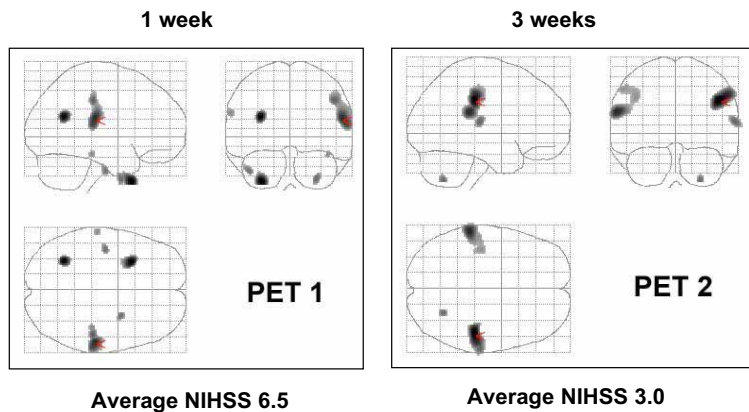 1 week
3 weeks
PET 1
PET 2
Average NIHSS 6.5
Average NIHSS 3.0